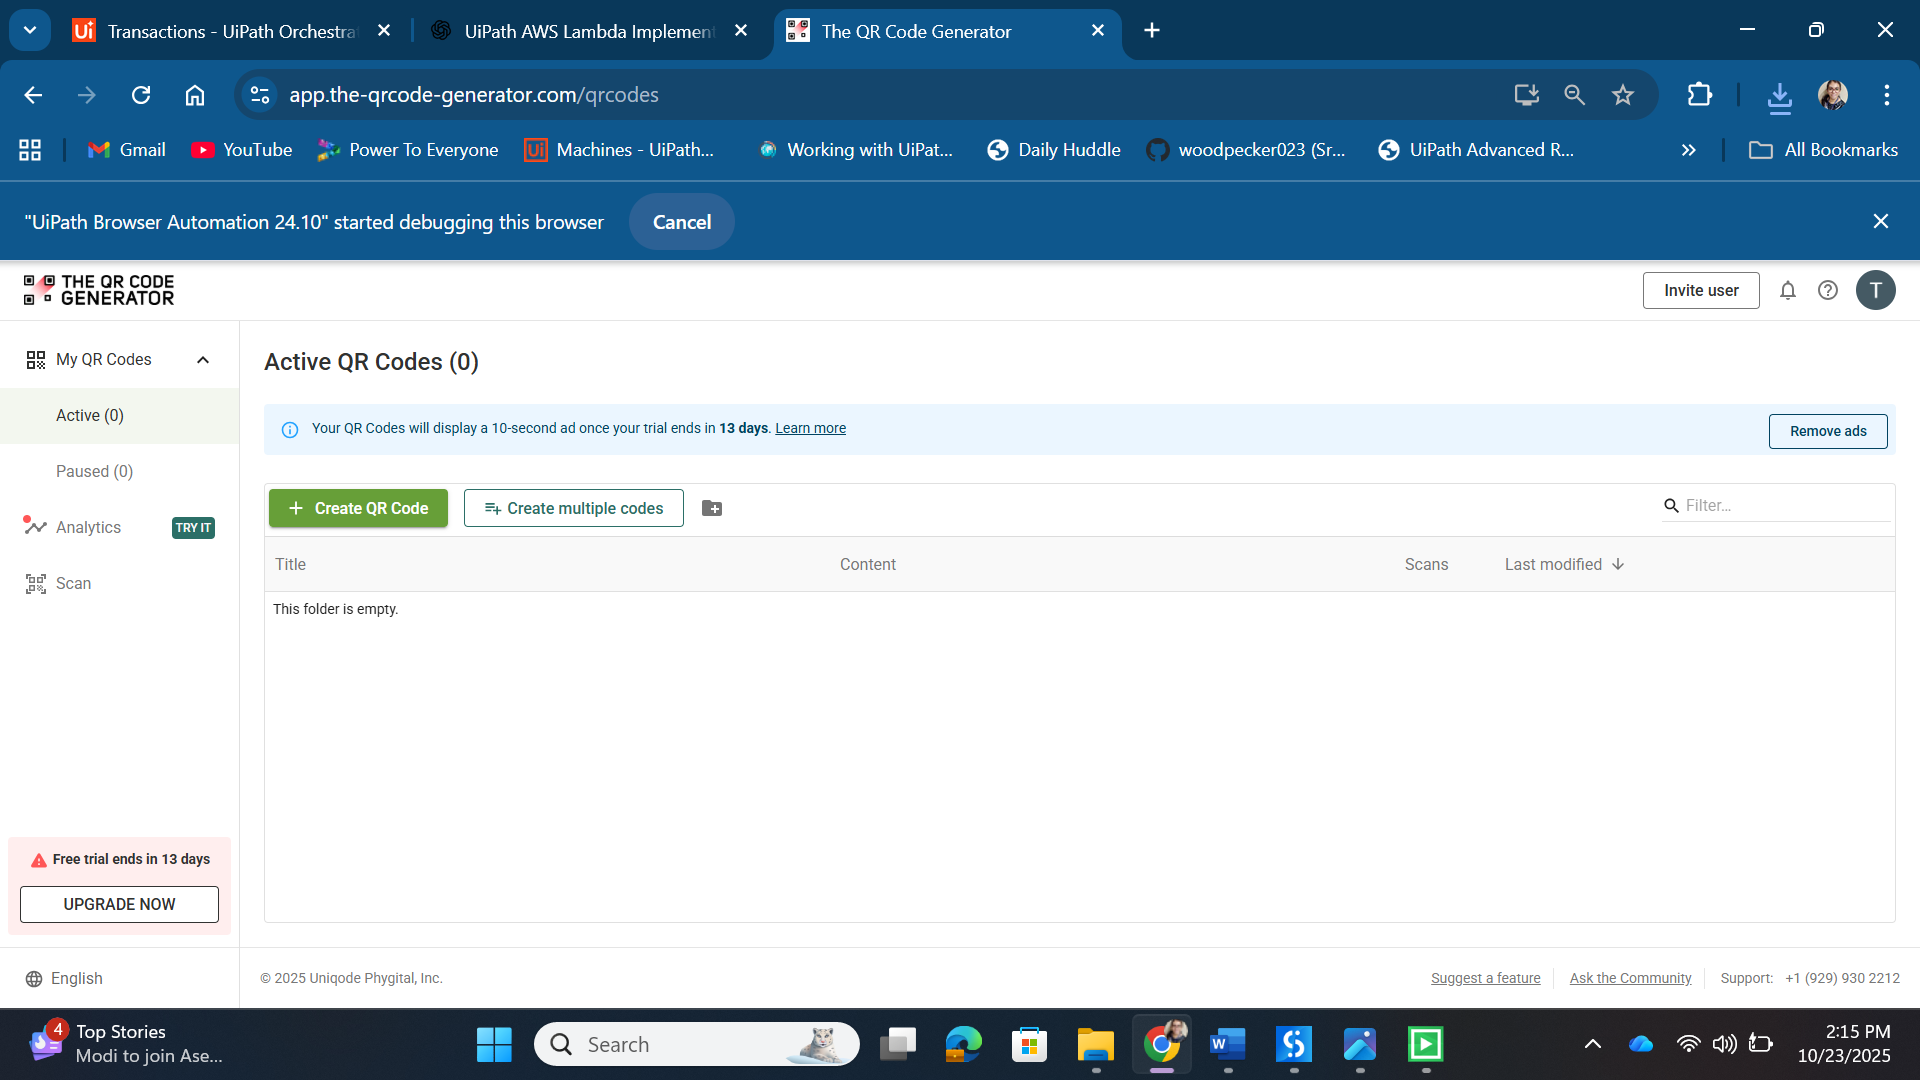 Transactions - UiPath Orchestra
UiPath AWS Lambda Implement
The QR Code Generator
app.the-qrcode-generator.com/qrcodes
Gmail
YouTube
Power To Everyone
Machines - UiPath...
Working with UiPat...
Daily Huddle
woodpecker023 (Sr...
UiPath Advanced R...
All Bookmarks
"UiPath Browser Automation 24.10" started debugging this browser
Cancel
THE QR CODE
GENERATOR
Invite user
T
My QR Codes
Active (0)
Paused (0)
Analytics
TRY IT
Scan
Active QR Codes (0)
Your QR Codes will display a 10-second ad once your trial ends in 13 days. Learn more
Remove ads
Create QR Code
Create multiple codes
Filter...
Title
Content
Scans
Last modified
This folder is empty.
Free trial ends in 13 days
UPGRADE NOW
English
© 2025 Uniqode Phygital, Inc.
Suggest a feature
Ask the Community
Support: +1 (929) 930 2212
4
Top Stories
Modi to join Ase...
Search
2:15 PM
10/23/2025